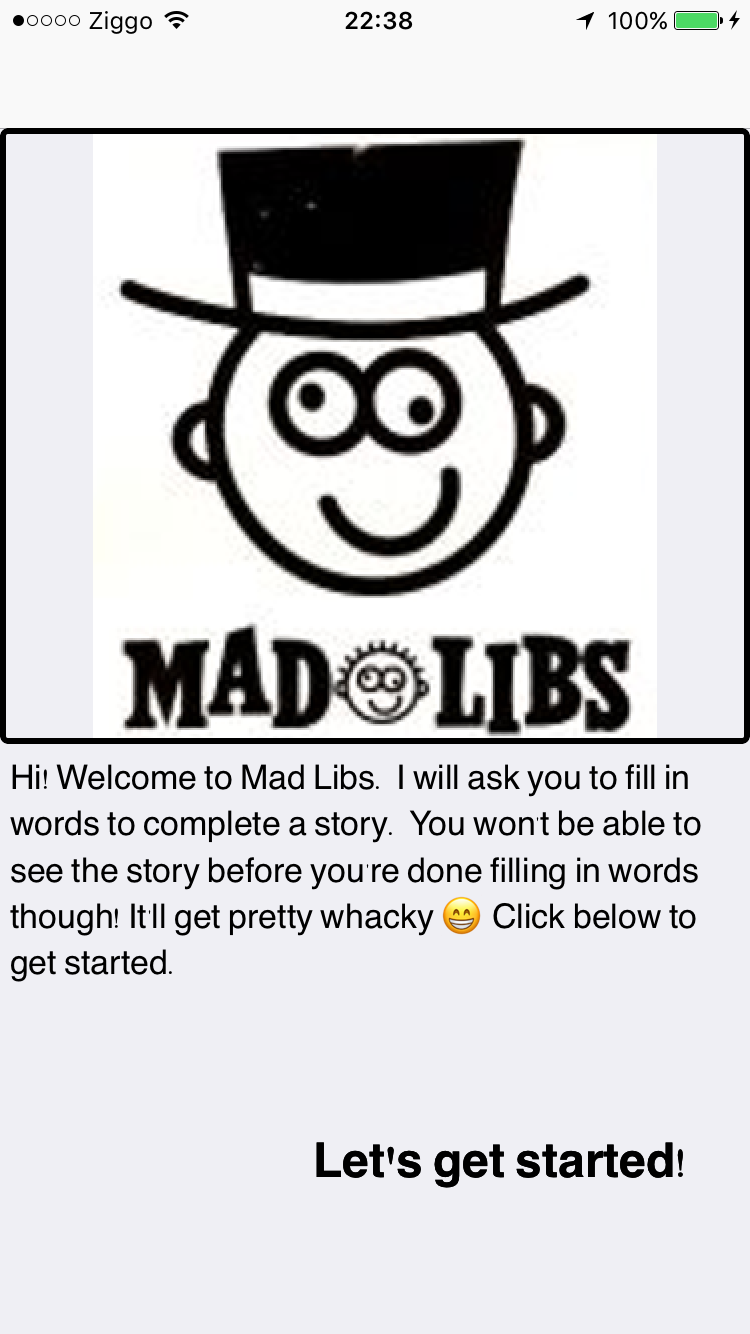 Ziggo 22:38 100%
MAD LIBS
Hi! Welcome to Mad Libs.  I will ask you to fill in
words to complete a story.  You won't be able to
see the story before you're done filling in words
though! It'll get pretty whacky 😁 Click below to
get started.
Let's get started!